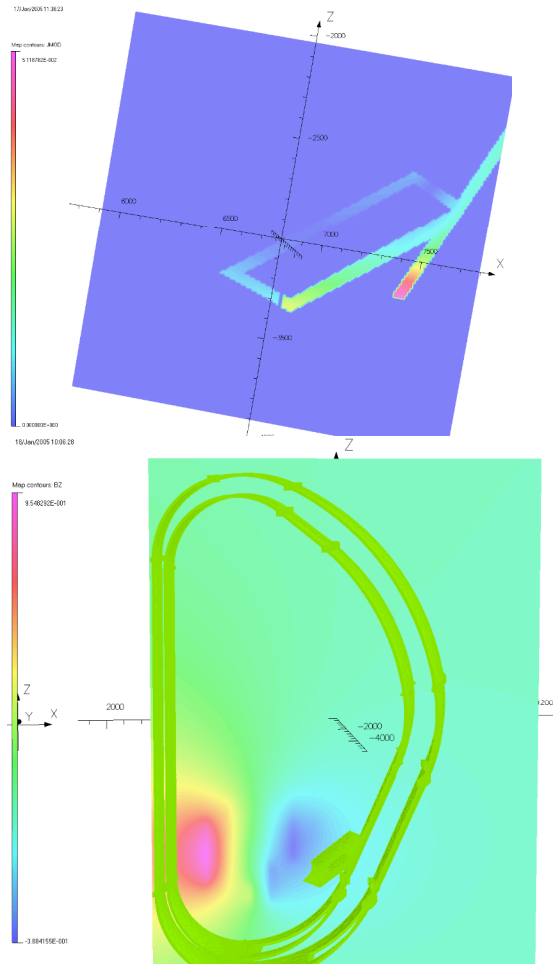 17/Jan/2005 11:36:23
Z
-2000
Map contours: JMOD
5.118782E-002
-2500
6000
6500
7000
7500
X
-3500
0.000000E+000
18/Jan/2005 10:06:28
Z
Map contours: BZ
9.548292E-001
Z
Y
X
2000
-2000
-4000
-3.884155E-001